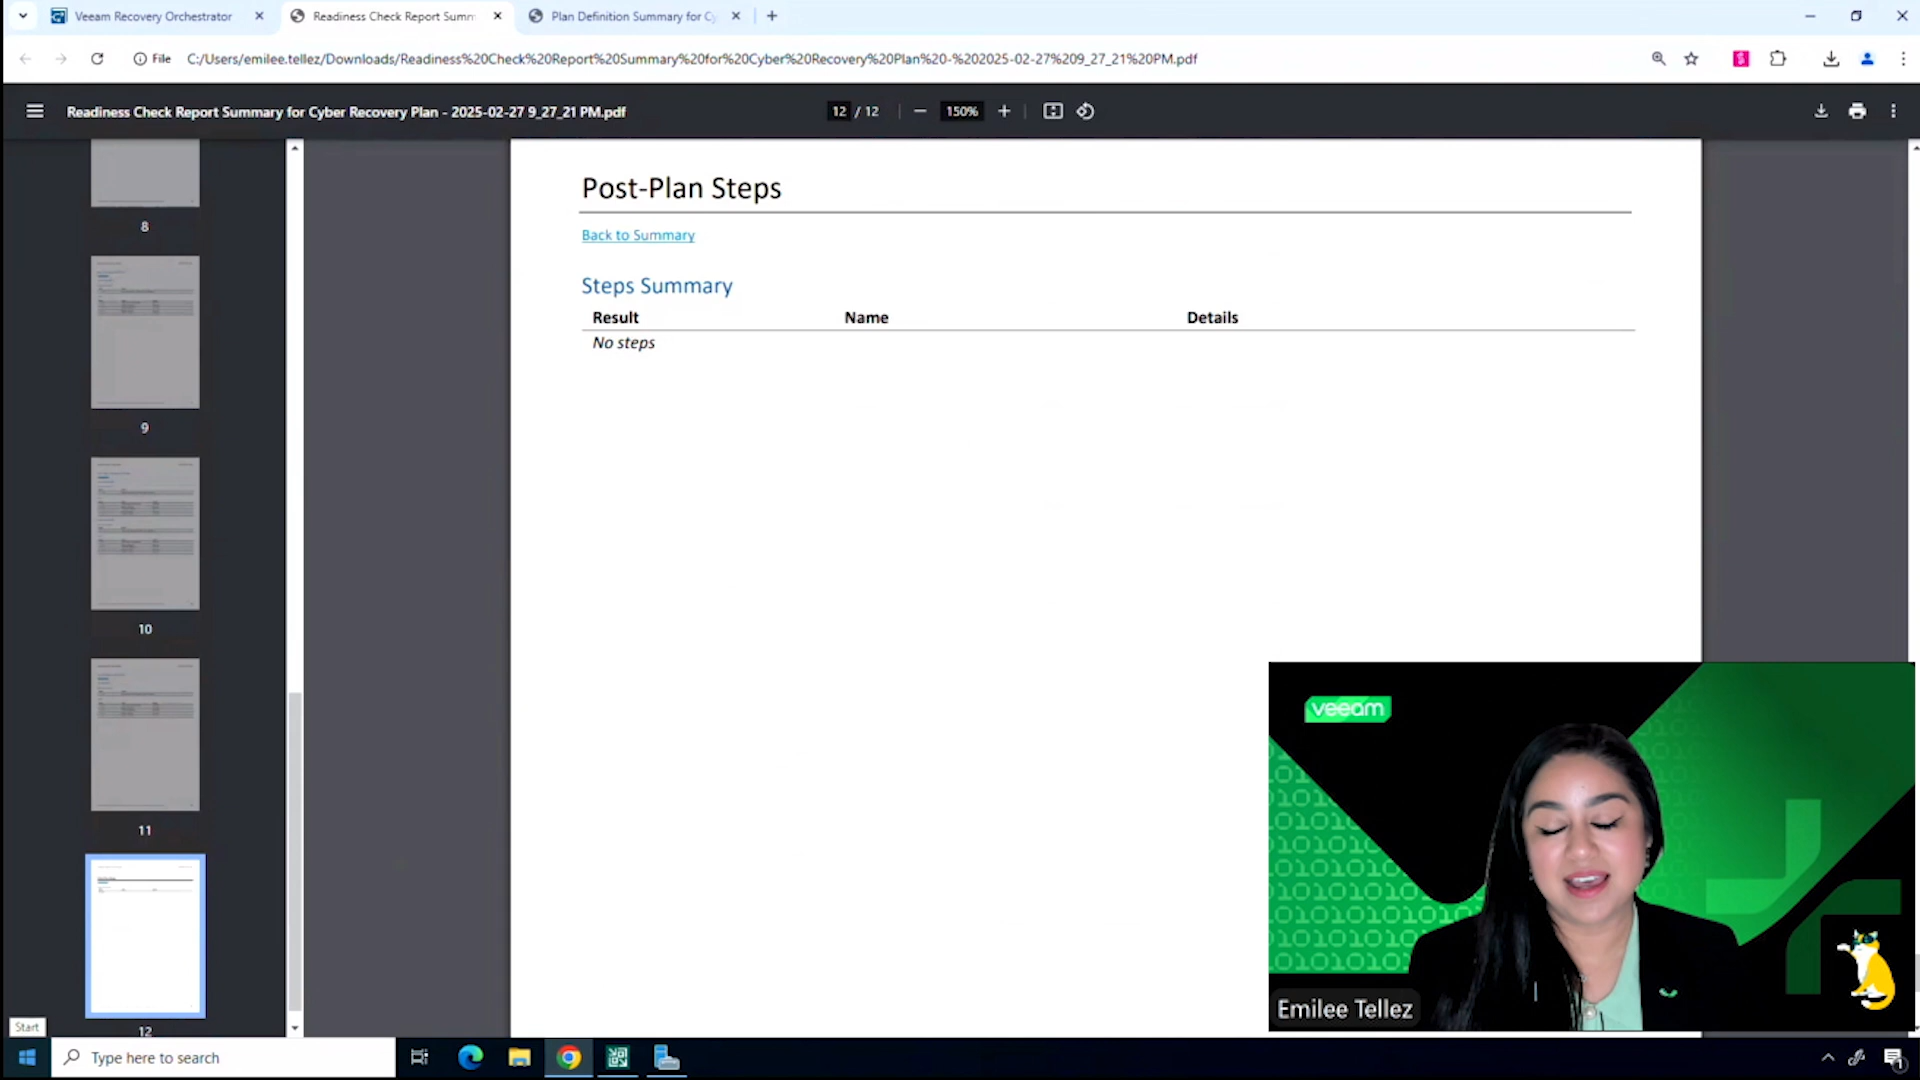 Veeam Recovery Orchestrator
Readiness Check Report Summ
Plan Definition Summary for Cy
File
C:/Users/emilee.tellez/Downloads/Readiness%20Check%20Report%20Summary%20for%20Cyber%20Recovery%20Plan%20-%202025-02-27%209_27_21%20PM.pdf
Readiness Check Report Summary for Cyber Recovery Plan - 2025-02-27 9_27_21 PM.pdf
12 / 12
150%
8
9
10
11
12
Post-Plan Steps
Back to Summary
Steps Summary
Result Name Details
No steps
veeam
Emilee Tellez
Start
Type here to search